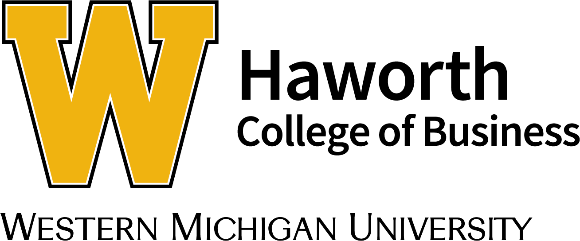 W
Haworth
College of Business
WESTERN MICHIGAN UNIVERSITY